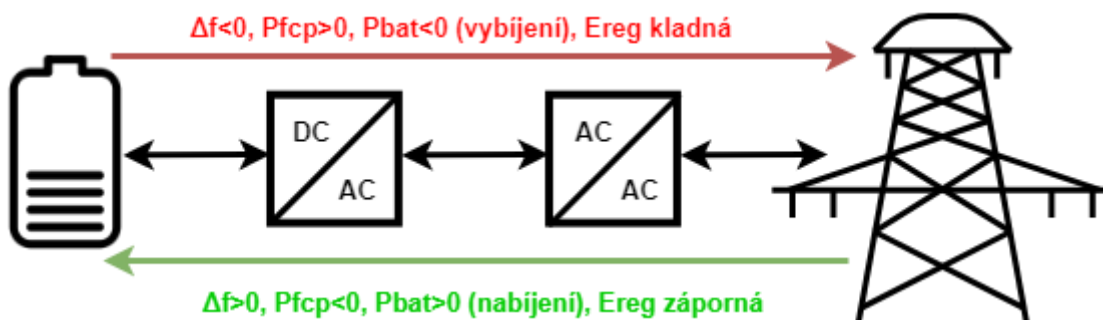 Δf<0, Pfcp>0, Pbat<0 (vybíjení), Ereg kladná
DC
AC
AC
AC
Δf>0, Pfcp<0, Pbat>0 (nabíjení), Ereg záporná